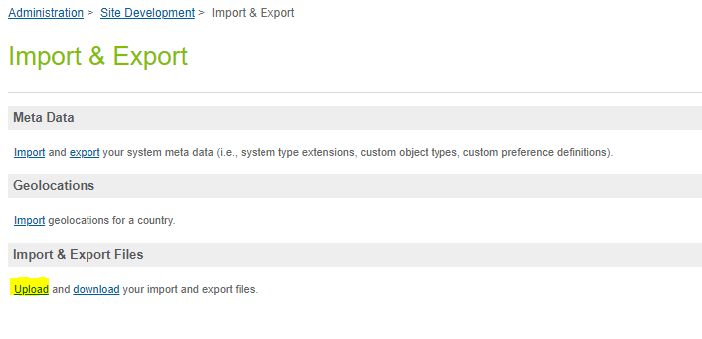 Administration > Site Development > Import & Export
Import & Export
Meta Data
Import and export your system meta data (i.e., system type extensions, custom object types, custom preference definitions).
Geolocations
Import geolocations for a country.
Import & Export Files
Upload and download your import and export files.